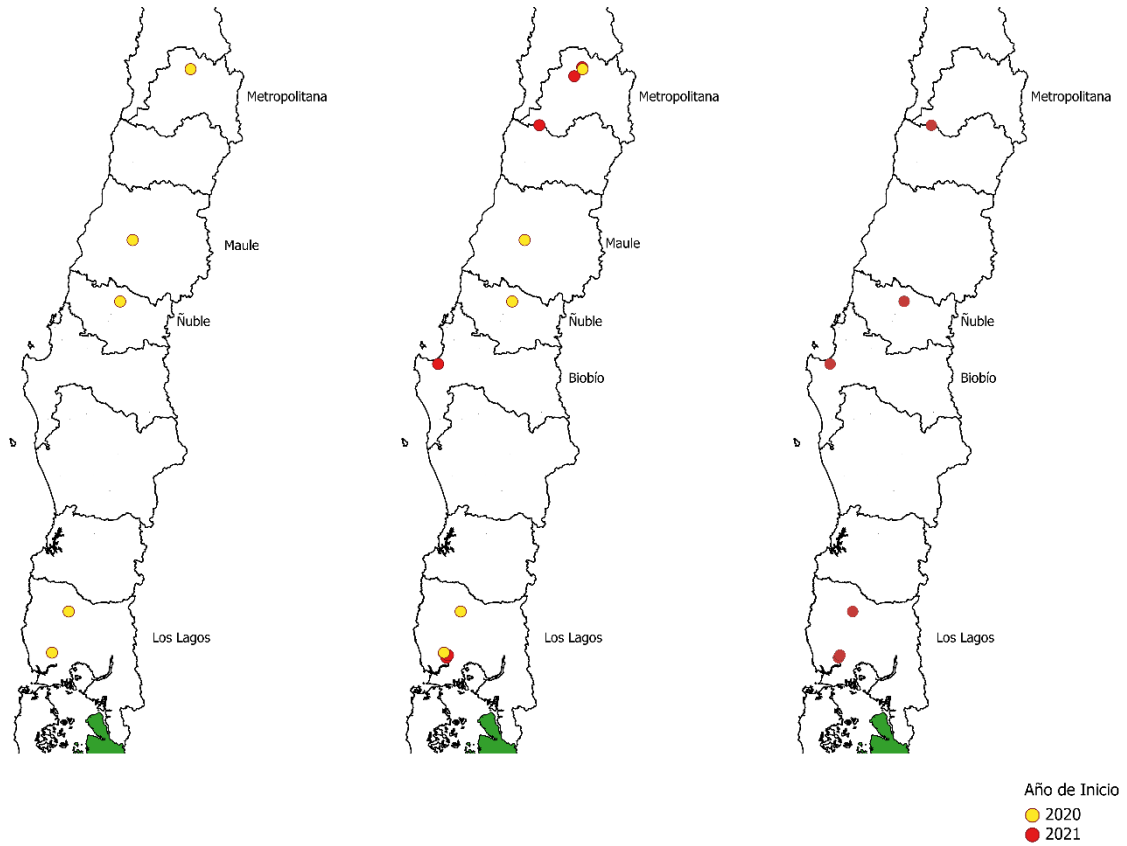 Metropolitana
Maule
Ñuble
Los Lagos
Metropolitana
Maule
Ñuble
Biobío
Los Lagos
Metropolitana
Ñuble
Biobío
Los Lagos
Año de Inicio
2020
2021